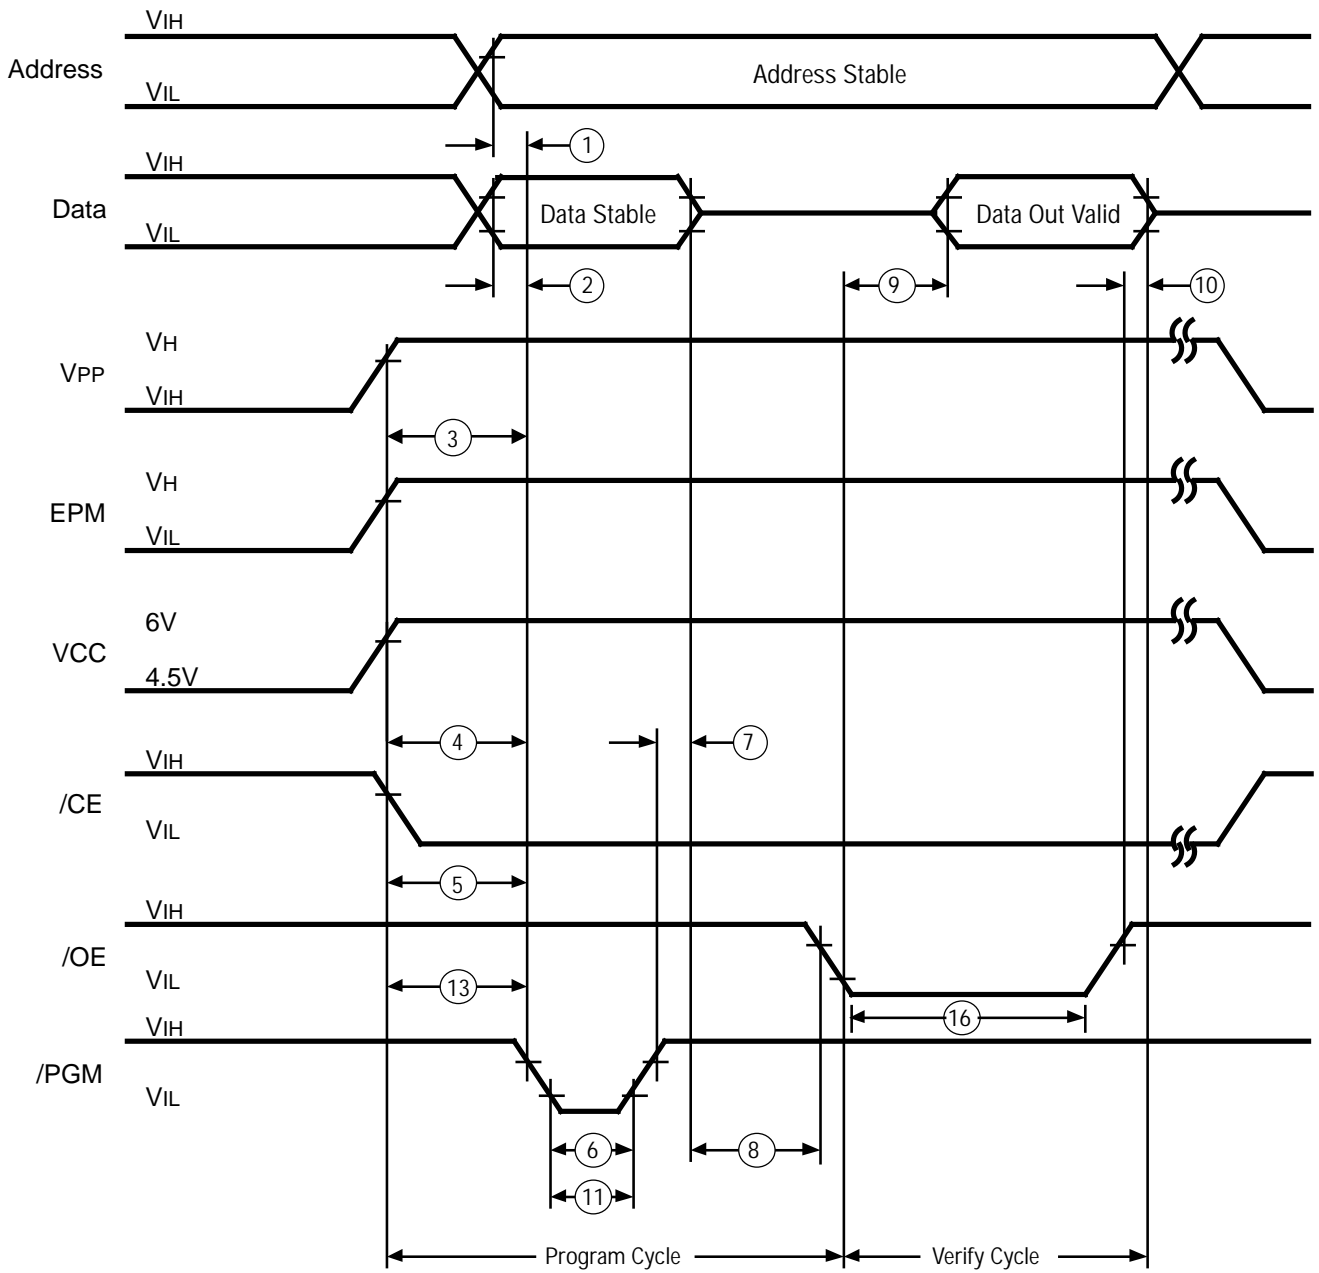 VIH
Address
Address Stable
VIL
1
VIH
Data
Data Stable
Data Out Valid
VIL
2
9
10
VH
VPP
VIH
3
VH
EPM
VIL
6V
VCC
4.5V
4
7
VIH
/CE
VIL
5
VIH
/OE
VIL
13
16
VIH
/PGM
VIL
6
8
11
Program Cycle
Verify Cycle